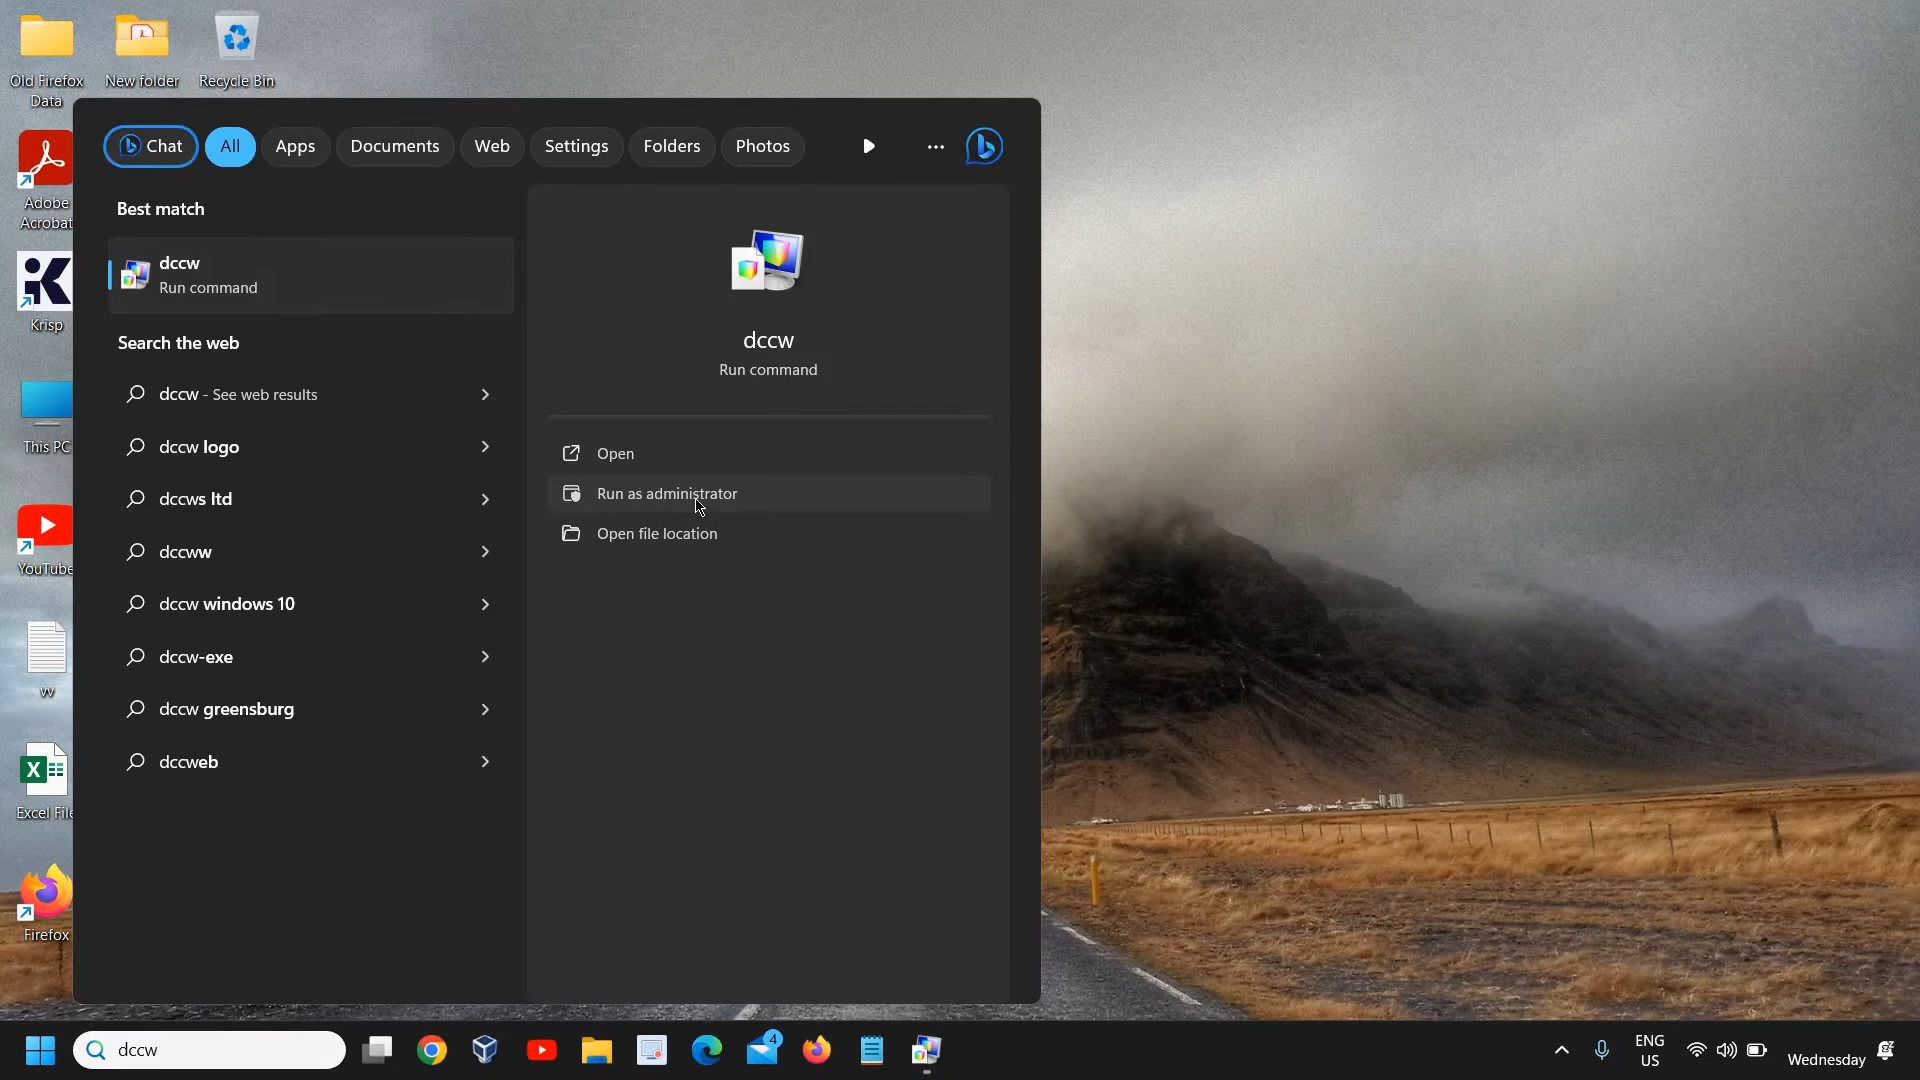 Old Firefox
Data
New folder
Recycle Bin
Adobe
Acrobat
Krisp
This PC
YouTube
vv
Excel File
Firefox
Chat
All
Apps
Documents
Web
Settings
Folders
Photos
Best match
dccw
Run command
Search the web
dccw - See web results
dccw logo
dccws ltd
dccww
dccw windows 10
dccw-exe
dccw greensburg
dccweb
dccw
Run command
Open
Run as administrator
Open file location
dccw
4
ENG
US
Wednesday